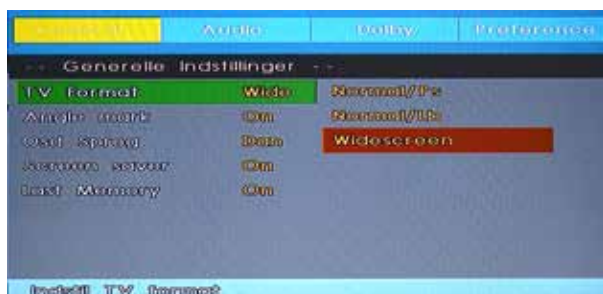 Audio Dolby Preference
-- Generelle Indstillinger --
TV Format Wide Normal/Ps
Angle mark On Normal/Lb
Osd Sprog Dan Widescreen
Screen saver On
Last Memory On
Indstil TV format